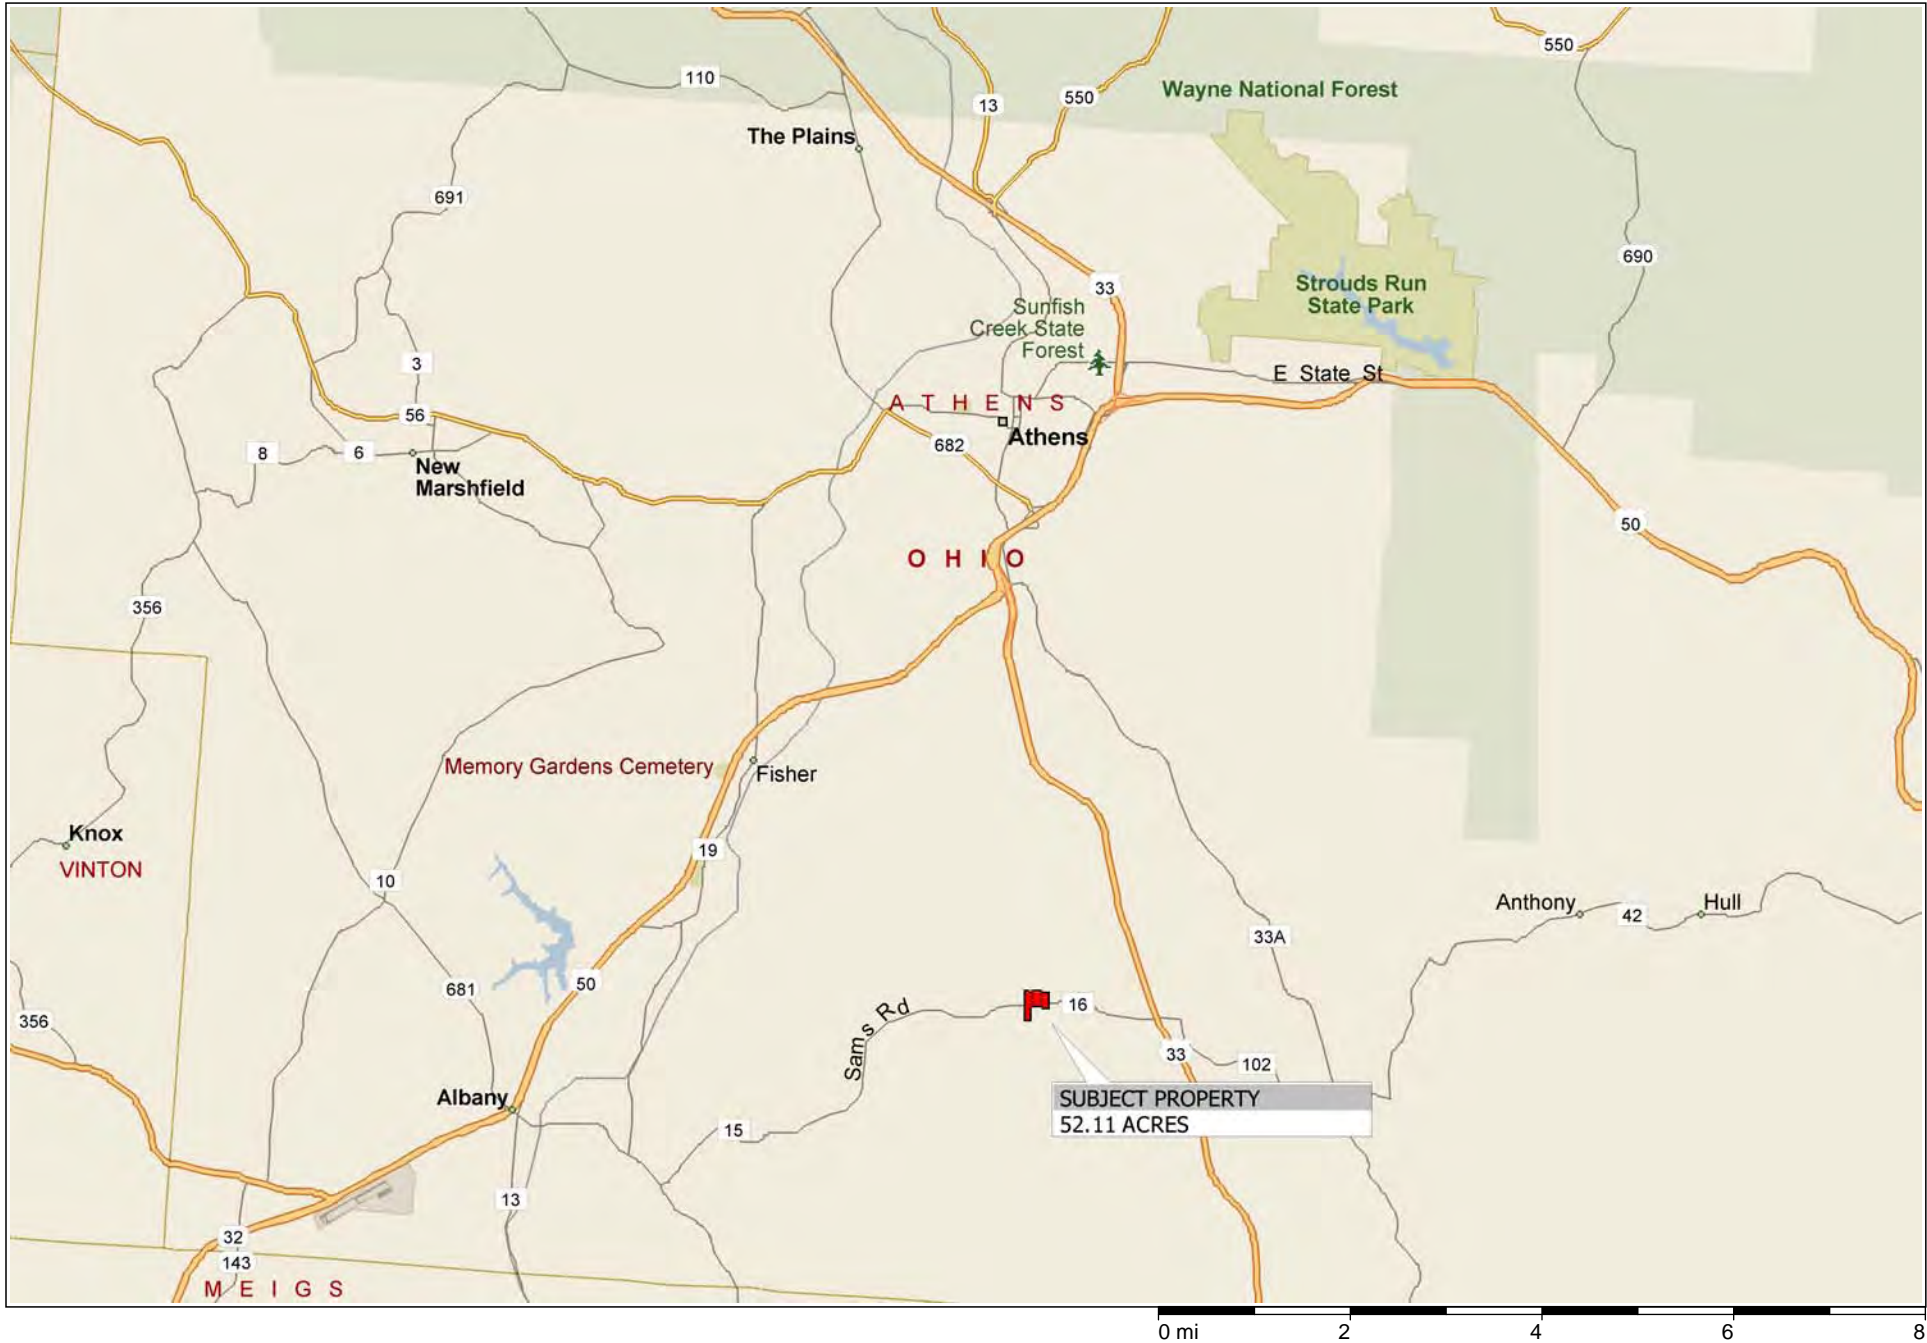 550
110
Wayne National Forest
13
550
The Plains
691
690
33
Strouds Run
State Park
Sunfish
Creek State
Forest
3
E State St
ATHENS
56
682
Athens
8
6
New
Marshfield
50
OHIO
356
Memory Gardens Cemetery
Fisher
Knox
19
VINTON
10
Anthony
42
Hull
33A
681
50
16
Sams Rd
356
33
102
Albany
SUBJECT PROPERTY
52.11 ACRES
15
13
32
143
MEIGS
0 mi
2
4
6
8